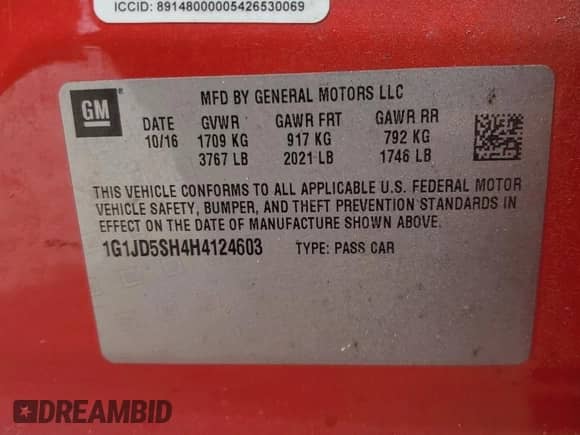 ICCID: 89148000005426530069
GM
MFD BY GENERAL MOTORS LLC
DATE GVWR GAWR FRT GAWR RR
10/16 1709 KG 917 KG 792 KG
3767 LB 2021 LB 1746 LB
THIS VEHICLE CONFORMS TO ALL APPLICABLE U.S. FEDERAL MOTOR
VEHICLE SAFETY, BUMPER, AND THEFT PREVENTION STANDARDS IN
EFFECT ON THE DATE OF MANUFACTURE SHOWN ABOVE.
1G1JD5SH4H4124603 TYPE: PASS CAR
DREAMBID